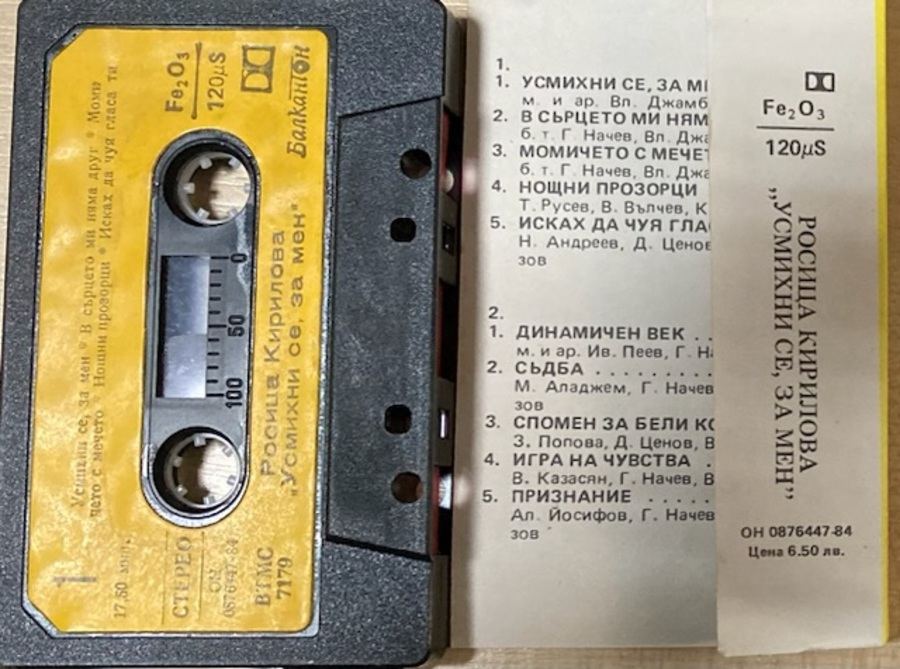 Fe₂O₃
120µS
Балкантон
Усмихни се, за мен * В сърцето ми няма друг * Моми
чето с мечето * Нощни прозорци * Исках да чуя гласа ти
0
50
100
Росица Кирилова
"Усмихни се, за мен"
1
17,50 мин.
СТЕРЕО
ОН
0876447-84
ВТМС
7179
1.
1. УСМИХНИ СЕ, ЗА М
м. и ар. Вл. Джамб
2. В СЪРЦЕТО МИ НЯМ
б. т. Г. Начев, Вл. Джа
3. МОМИЧЕТО С МЕЧЕТ
б. т. Г. Начев, Вл. Джа
4. НОЩНИ ПРОЗОРЦИ
Т. Русев, В. Вълчев, К
5. ИСКАХ ДА ЧУЯ ГЛАС
Н. Андреев, Д. Ценов
зов
2.
1. ДИНАМИЧЕН ВЕК . .
м. и ар. Ив. Пеев, Г. На
2. СЪДБА . . . . . . . . . .
М. Аладжем, Г. Начев
зов
3. СПОМЕН ЗА БЕЛИ КО
З. Попова, Д. Ценов, В
4. ИГРА НА ЧУВСТВА .
В. Казасян, Г. Начев, В
5. ПРИЗНАНИЕ . . . . . .
Ал. Йосифов, Г. Начев
зов
Fe₂O₃
120µS
РОСИЦА КИРИЛОВА
„УСМИХНИ СЕ, ЗА МЕН”
ОН 0876447-84
Цена 6.50 лв.